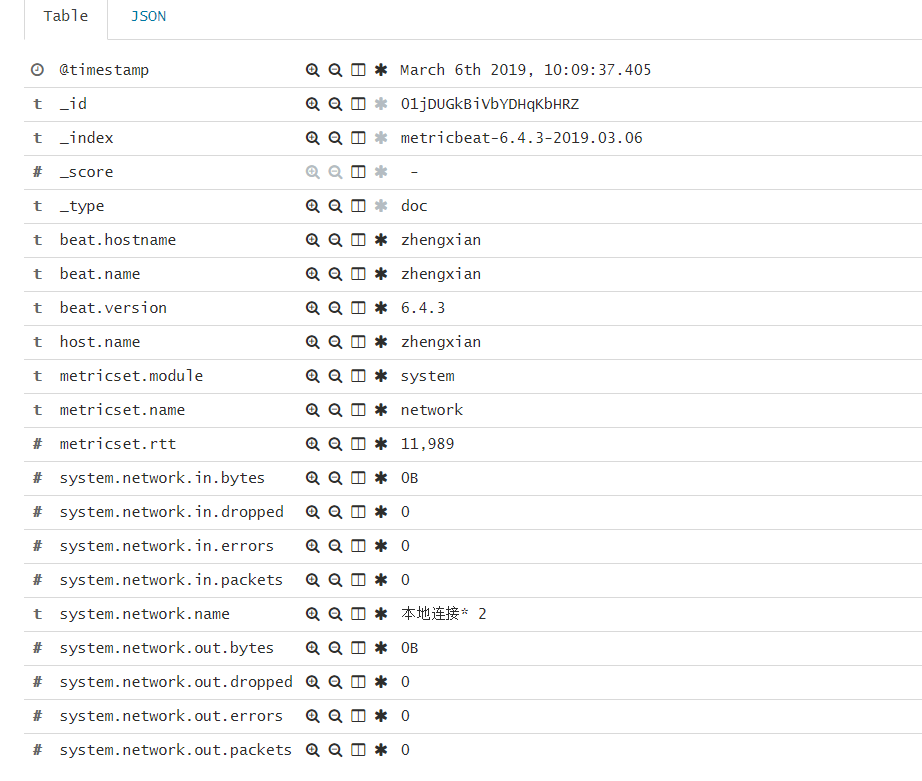 Table JSON
@timestamp March 6th 2019, 10:09:37.405
t _id O1jDUGkBiVbYDHqKbHRZ
t _index metricbeat-6.4.3-2019.03.06
# _score -
t _type doc
t beat.hostname zhengxian
t beat.name zhengxian
t beat.version 6.4.3
t host.name zhengxian
t metricset.module system
t metricset.name network
# metricset.rtt 11,989
# system.network.in.bytes 0B
# system.network.in.dropped 0
# system.network.in.errors 0
# system.network.in.packets 0
t system.network.name 本地连接* 2
# system.network.out.bytes 0B
# system.network.out.dropped 0
# system.network.out.errors 0
# system.network.out.packets 0